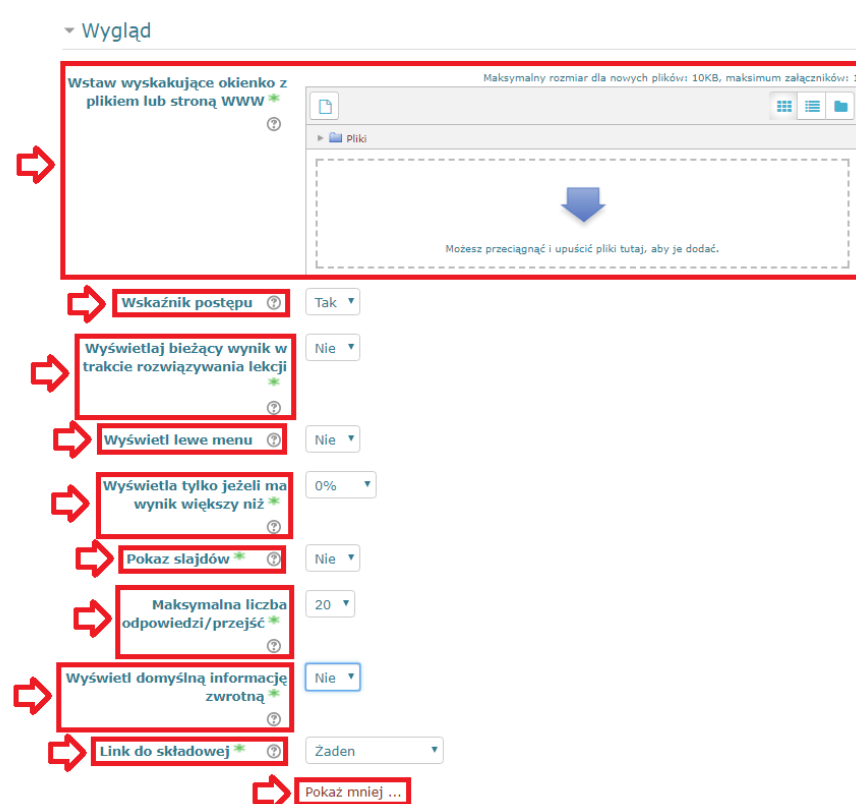 Wygląd
Wstaw wyskakujące okienko z
plikiem lub stroną WWW
Maksymalny rozmiar dla nowych plików: 10KB, maksimum załączników: 1
Pliki
Możesz przeciągnąć i upuścić pliki tutaj, aby je dodać.
Wskaźnik postępu Tak
Wyświetlaj bieżący wynik w Nie
trakcie rozwiązywania lekcji
Wyświetl lewe menu Nie
Wyświetla tylko jeżeli ma 0%
wynik większy niż
Pokaz slajdów Nie
Maksymalna liczba 20
odpowiedzi/przejść
Wyświetl domyślną informację Nie
zwrotną
Link do składowej Żaden
Pokaż mniej ...